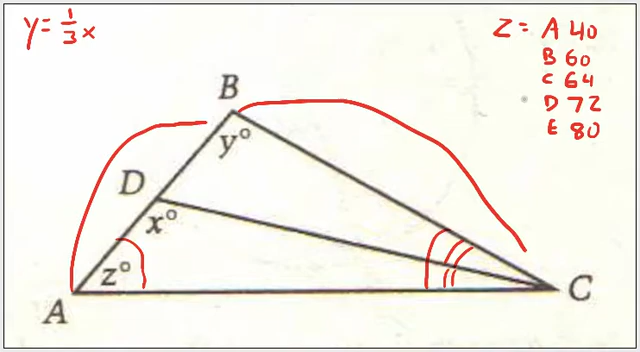 y = 1/3 x
z = A 40
B 60
C 64
D 72
E 80
B
y°
D
x°
z°
A
C